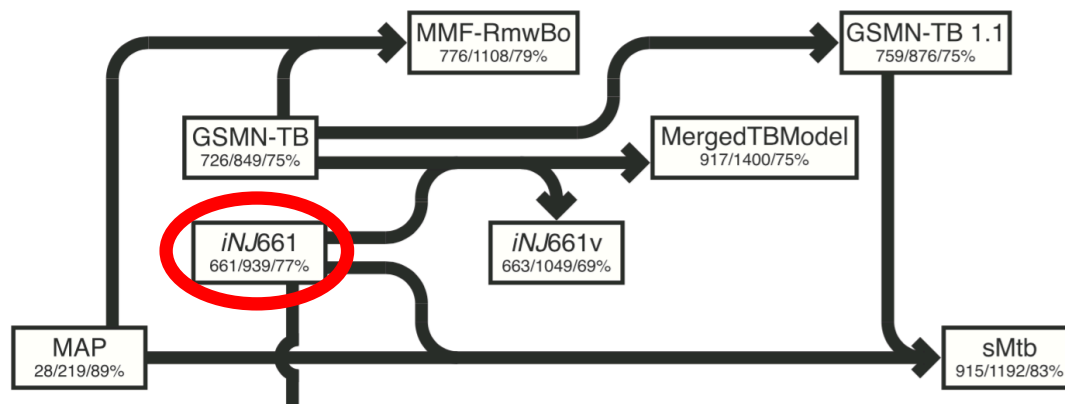 MMF-RmwBo
776/1108/79%
GSMN-TB 1.1
759/876/75%
GSMN-TB
726/849/75%
MergedTBModel
917/1400/75%
iNJ661
661/939/77%
iNJ661v
663/1049/69%
MAP
28/219/89%
sMtb
915/1192/83%